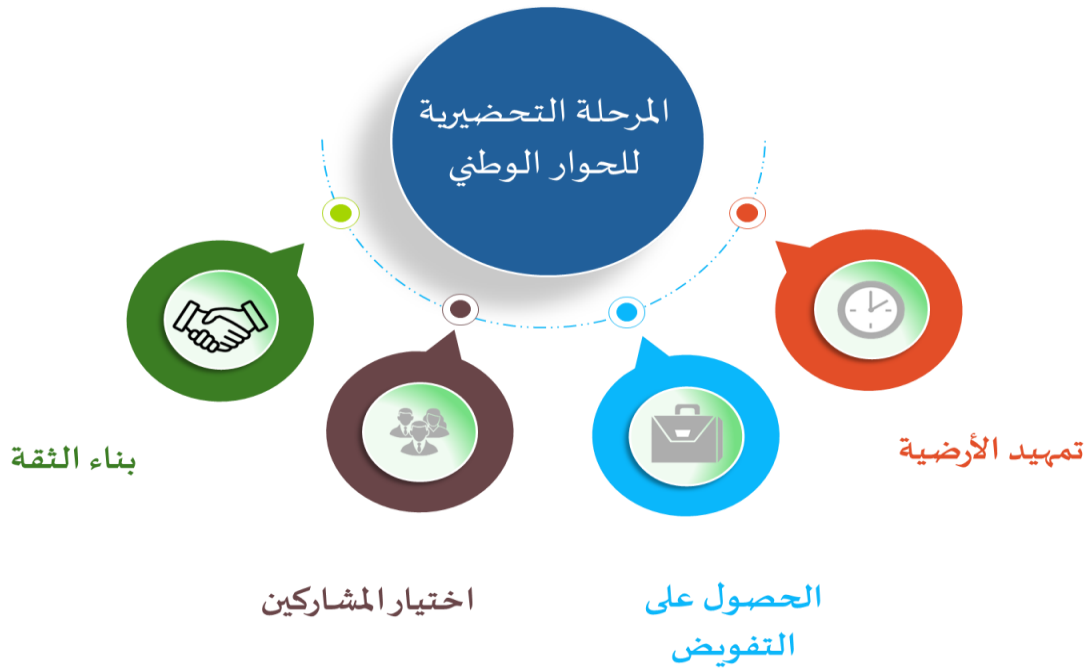 المرحلة التحضيرية
للحوار الوطني
تمهيد الأرضية
الحصول على
التفويض
اختيار المشاركين
بناء الثقة